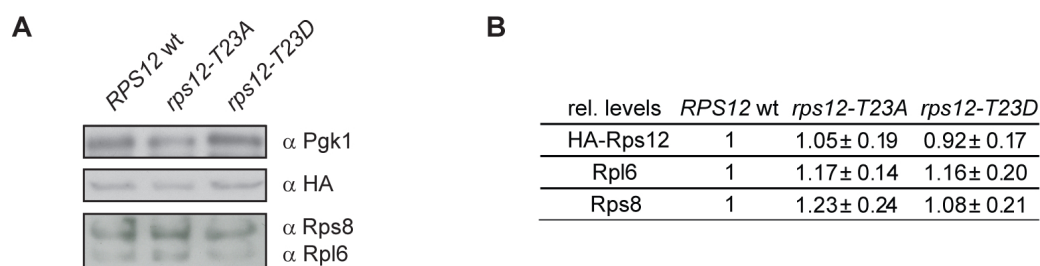 A
RPS12 wt
rps12-T23A
rps12-T23D
α Pgk1
α HA
α Rps8
α Rpl6
B
rel. levels RPS12 wt rps12-T23A rps12-T23D
HA-Rps12 1 1.05± 0.19 0.92± 0.17
Rpl6 1 1.17± 0.14 1.16± 0.20
Rps8 1 1.23± 0.24 1.08± 0.21